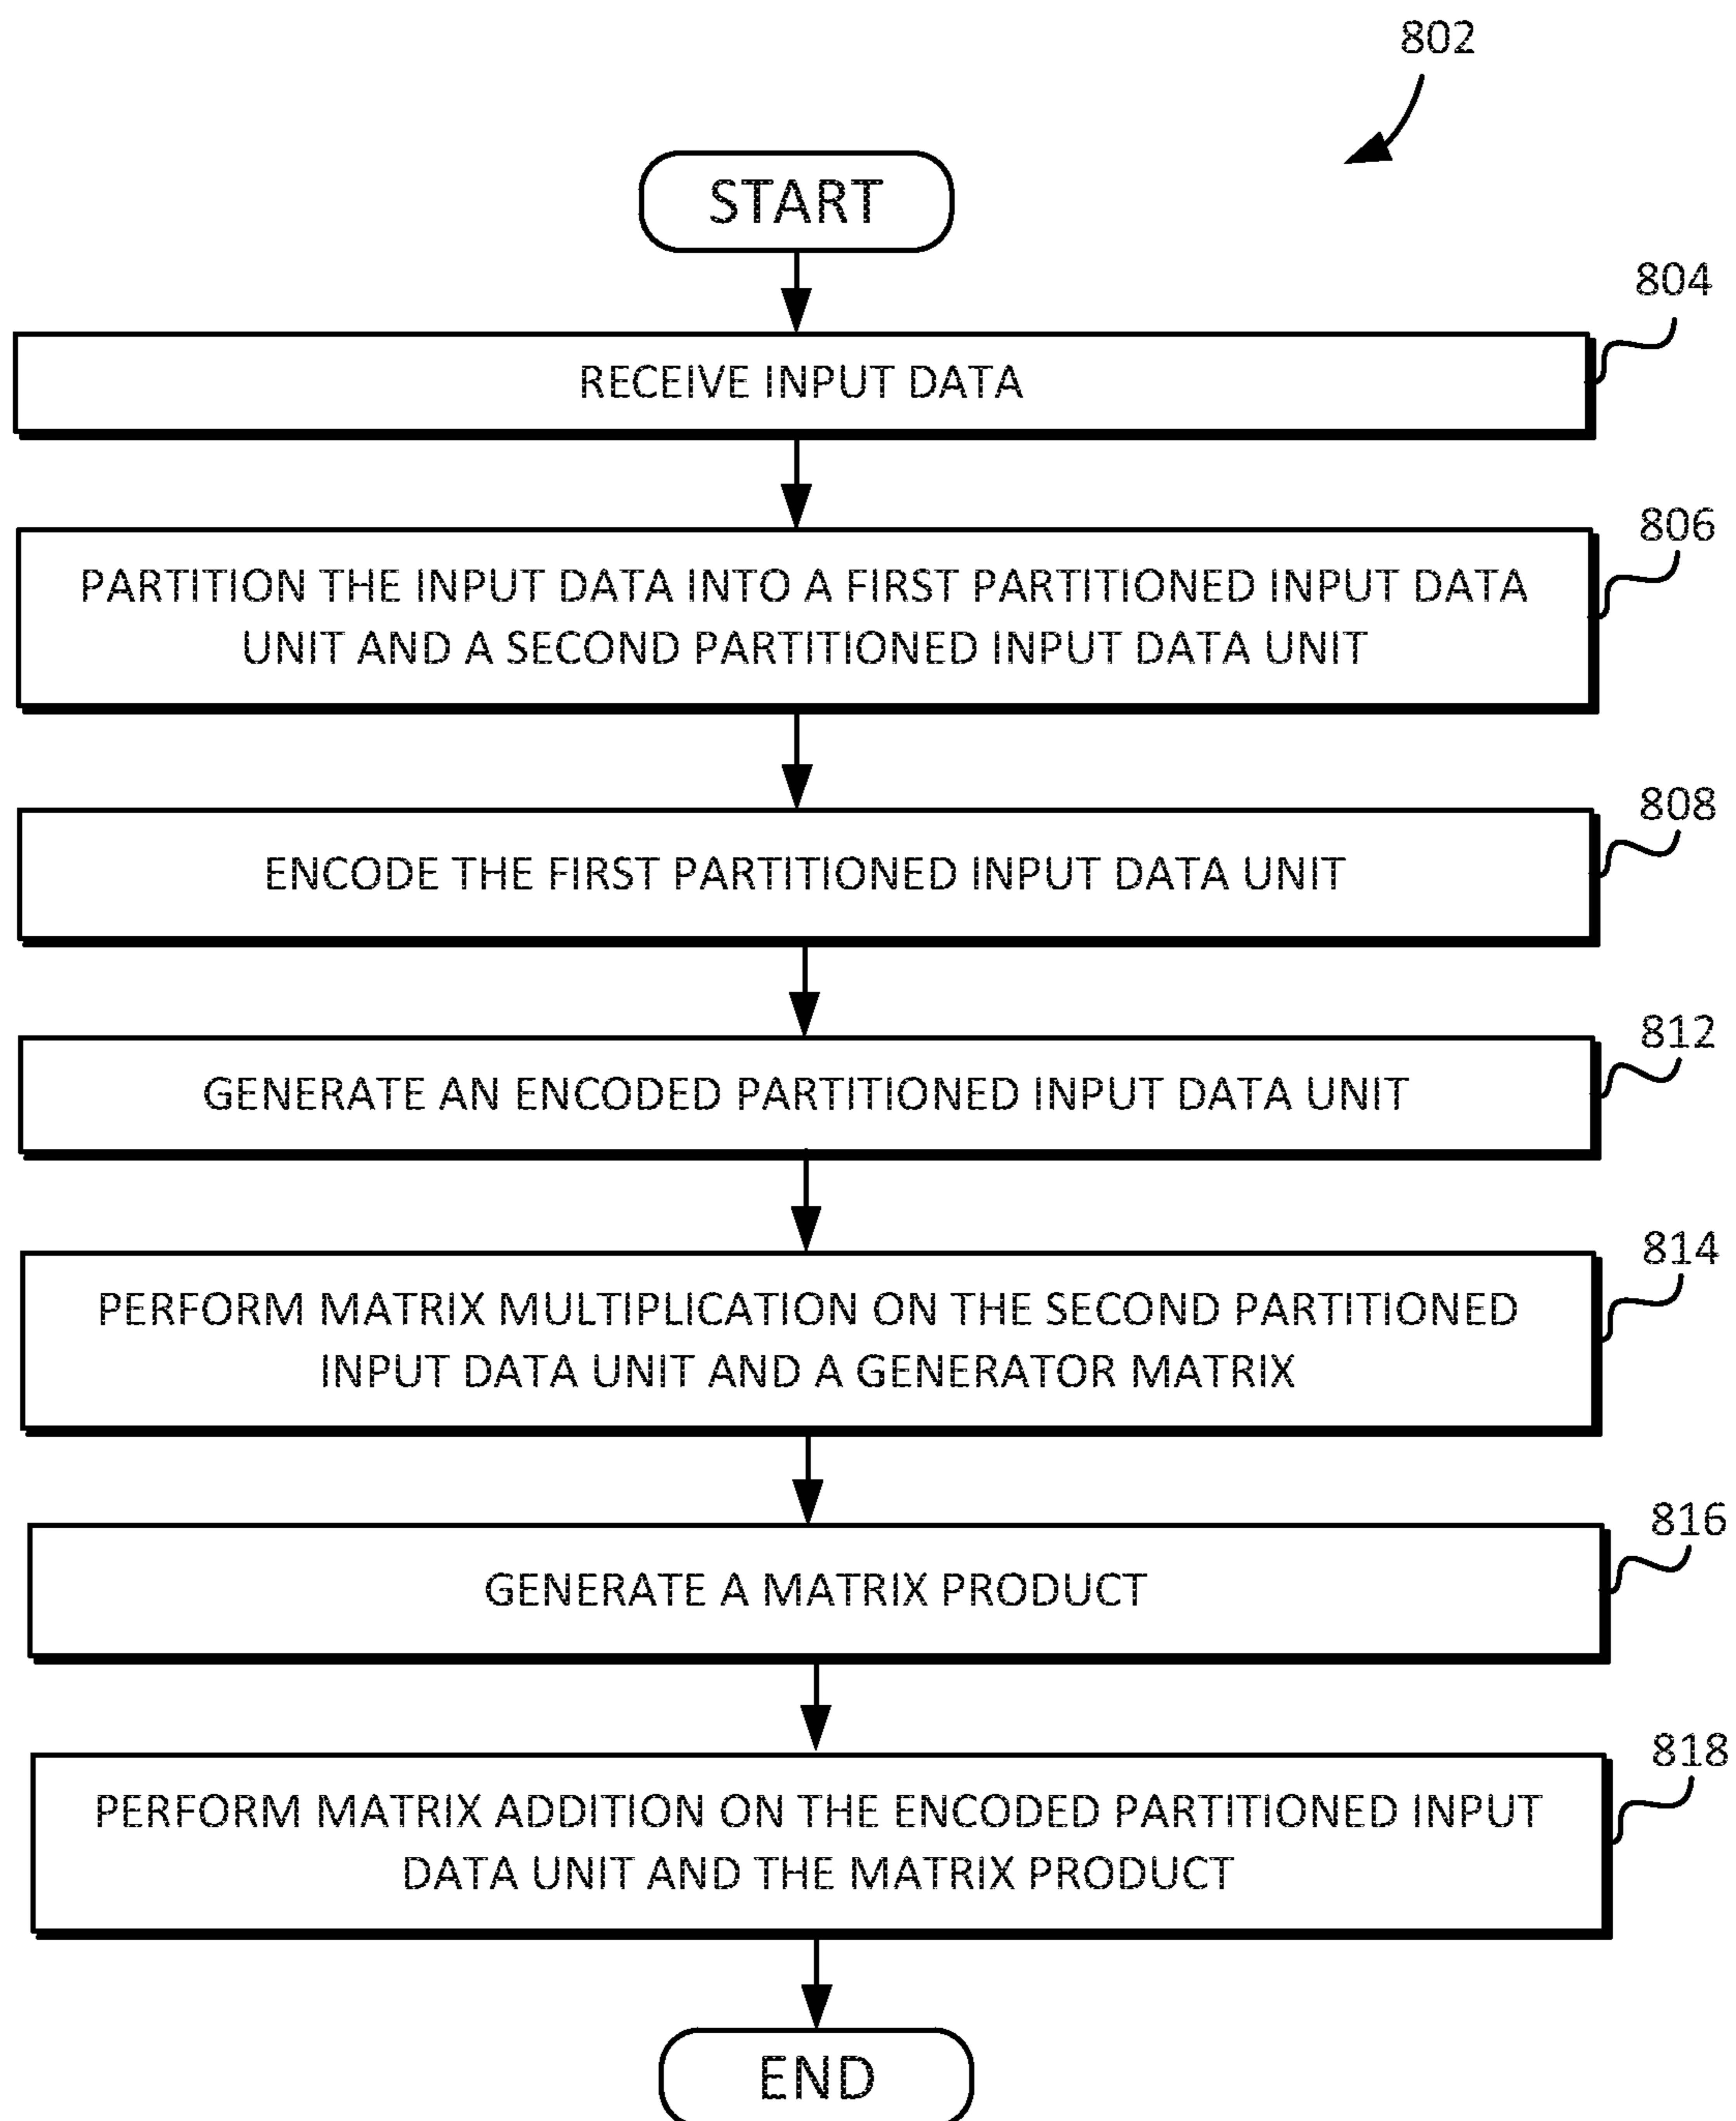 802
START
804
RECEIVE INPUT DATA
806
PARTITION THE INPUT DATA INTO A FIRST PARTITIONED INPUT DATA
UNIT AND A SECOND PARTITIONED INPUT DATA UNIT
808
ENCODE THE FIRST PARTITIONED INPUT DATA UNIT
812
GENERATE AN ENCODED PARTITIONED INPUT DATA UNIT
814
PERFORM MATRIX MULTIPLICATION ON THE SECOND PARTITIONED
INPUT DATA UNIT AND A GENERATOR MATRIX
816
GENERATE A MATRIX PRODUCT
818
PERFORM MATRIX ADDITION ON THE ENCODED PARTITIONED INPUT
DATA UNIT AND THE MATRIX PRODUCT
END